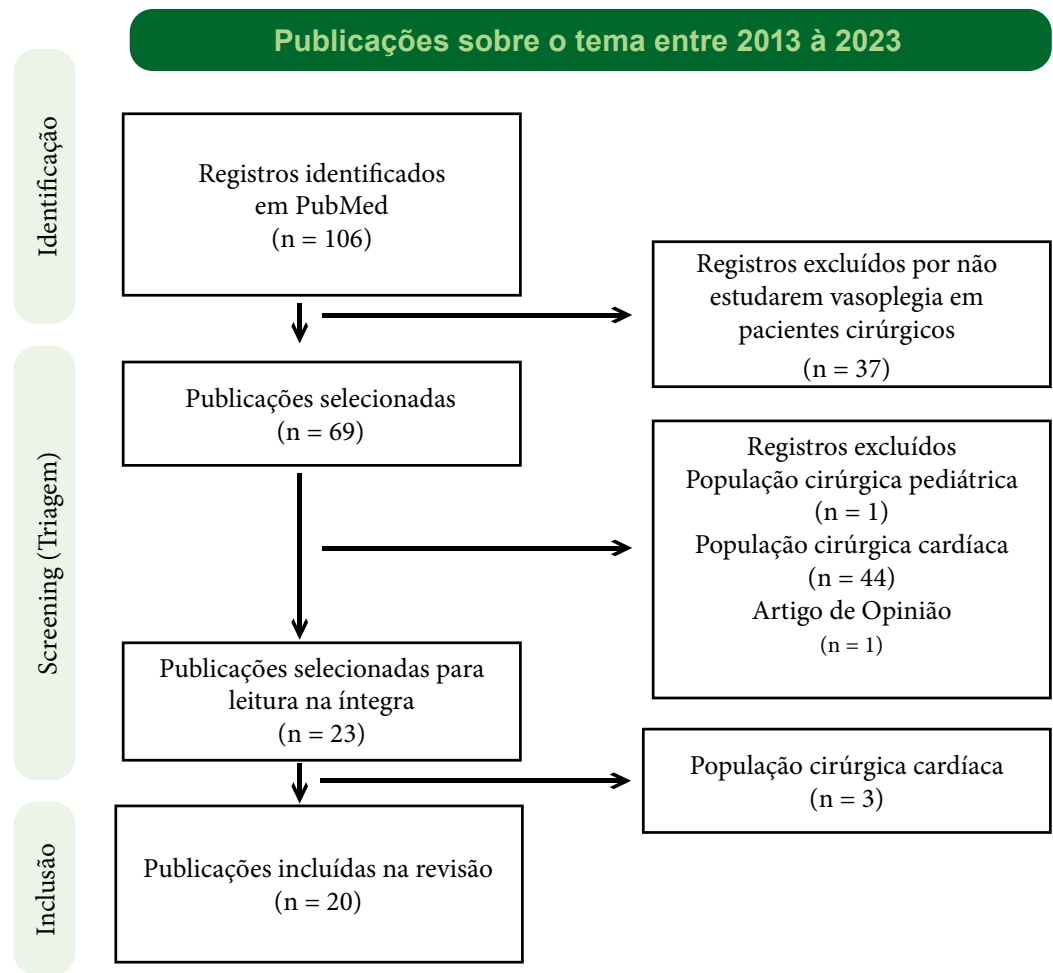 Publicações sobre o tema entre 2013 à 2023
Identificação
Registros identificados
em PubMed
(n = 106)
Registros excluídos por não
estudarem vasoplegia em
pacientes cirúrgicos
(n = 37)
Screening (Triagem)
Publicações selecionadas
(n = 69)
Registros excluídos
População cirúrgica pediátrica
(n = 1)
População cirúrgica cardíaca
(n = 44)
Artigo de Opinião
(n = 1)
Publicações selecionadas para
leitura na íntegra
(n = 23)
População cirúrgica cardíaca
(n = 3)
Inclusão
Publicações incluídas na revisão
(n = 20)